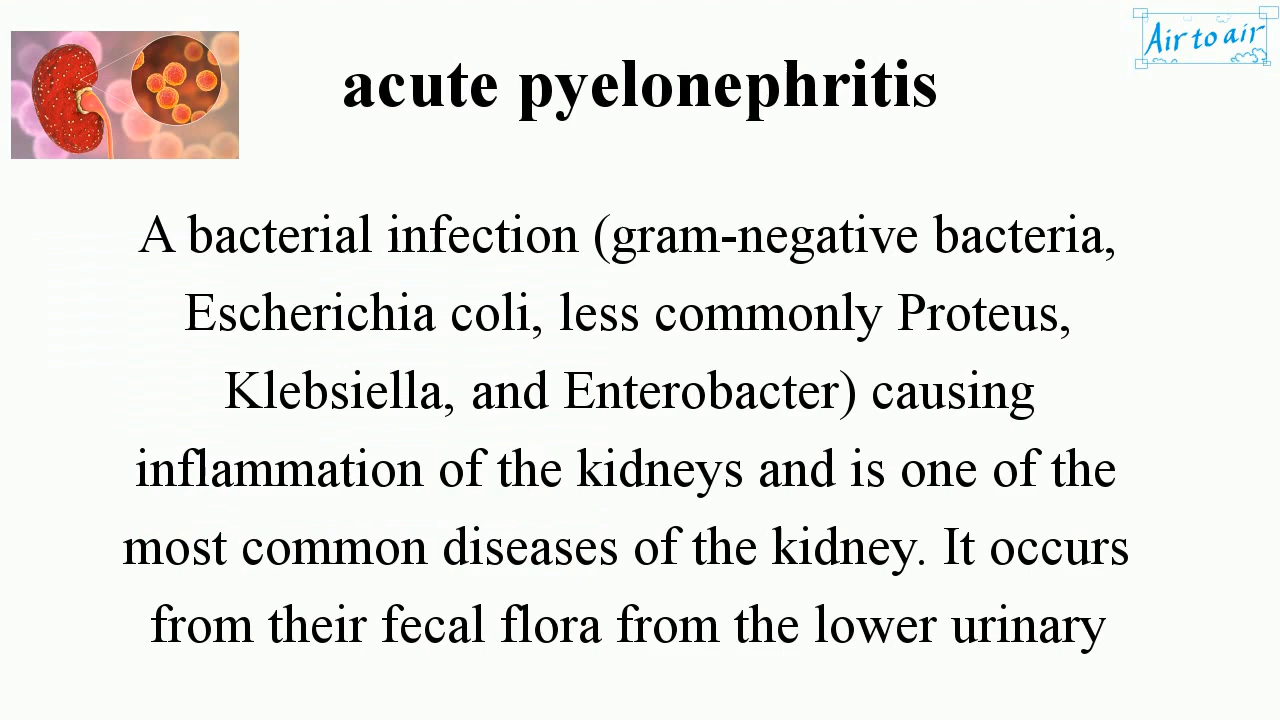 Air to air
acute pyelonephritis
A bacterial infection (gram-negative bacteria,
Escherichia coli, less commonly Proteus,
Klebsiella, and Enterobacter) causing
inflammation of the kidneys and is one of the
most common diseases of the kidney. It occurs
from their fecal flora from the lower urinary